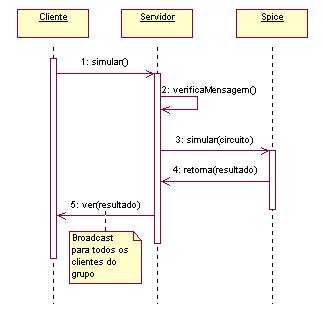 Cliente
Servidor
Spice
1: simular()
2: verificaMensagem()
3: simular(circuito)
4: retorna(resultado)
5: ver(resultado)
Broadcast
para todos os
clientes do
grupo